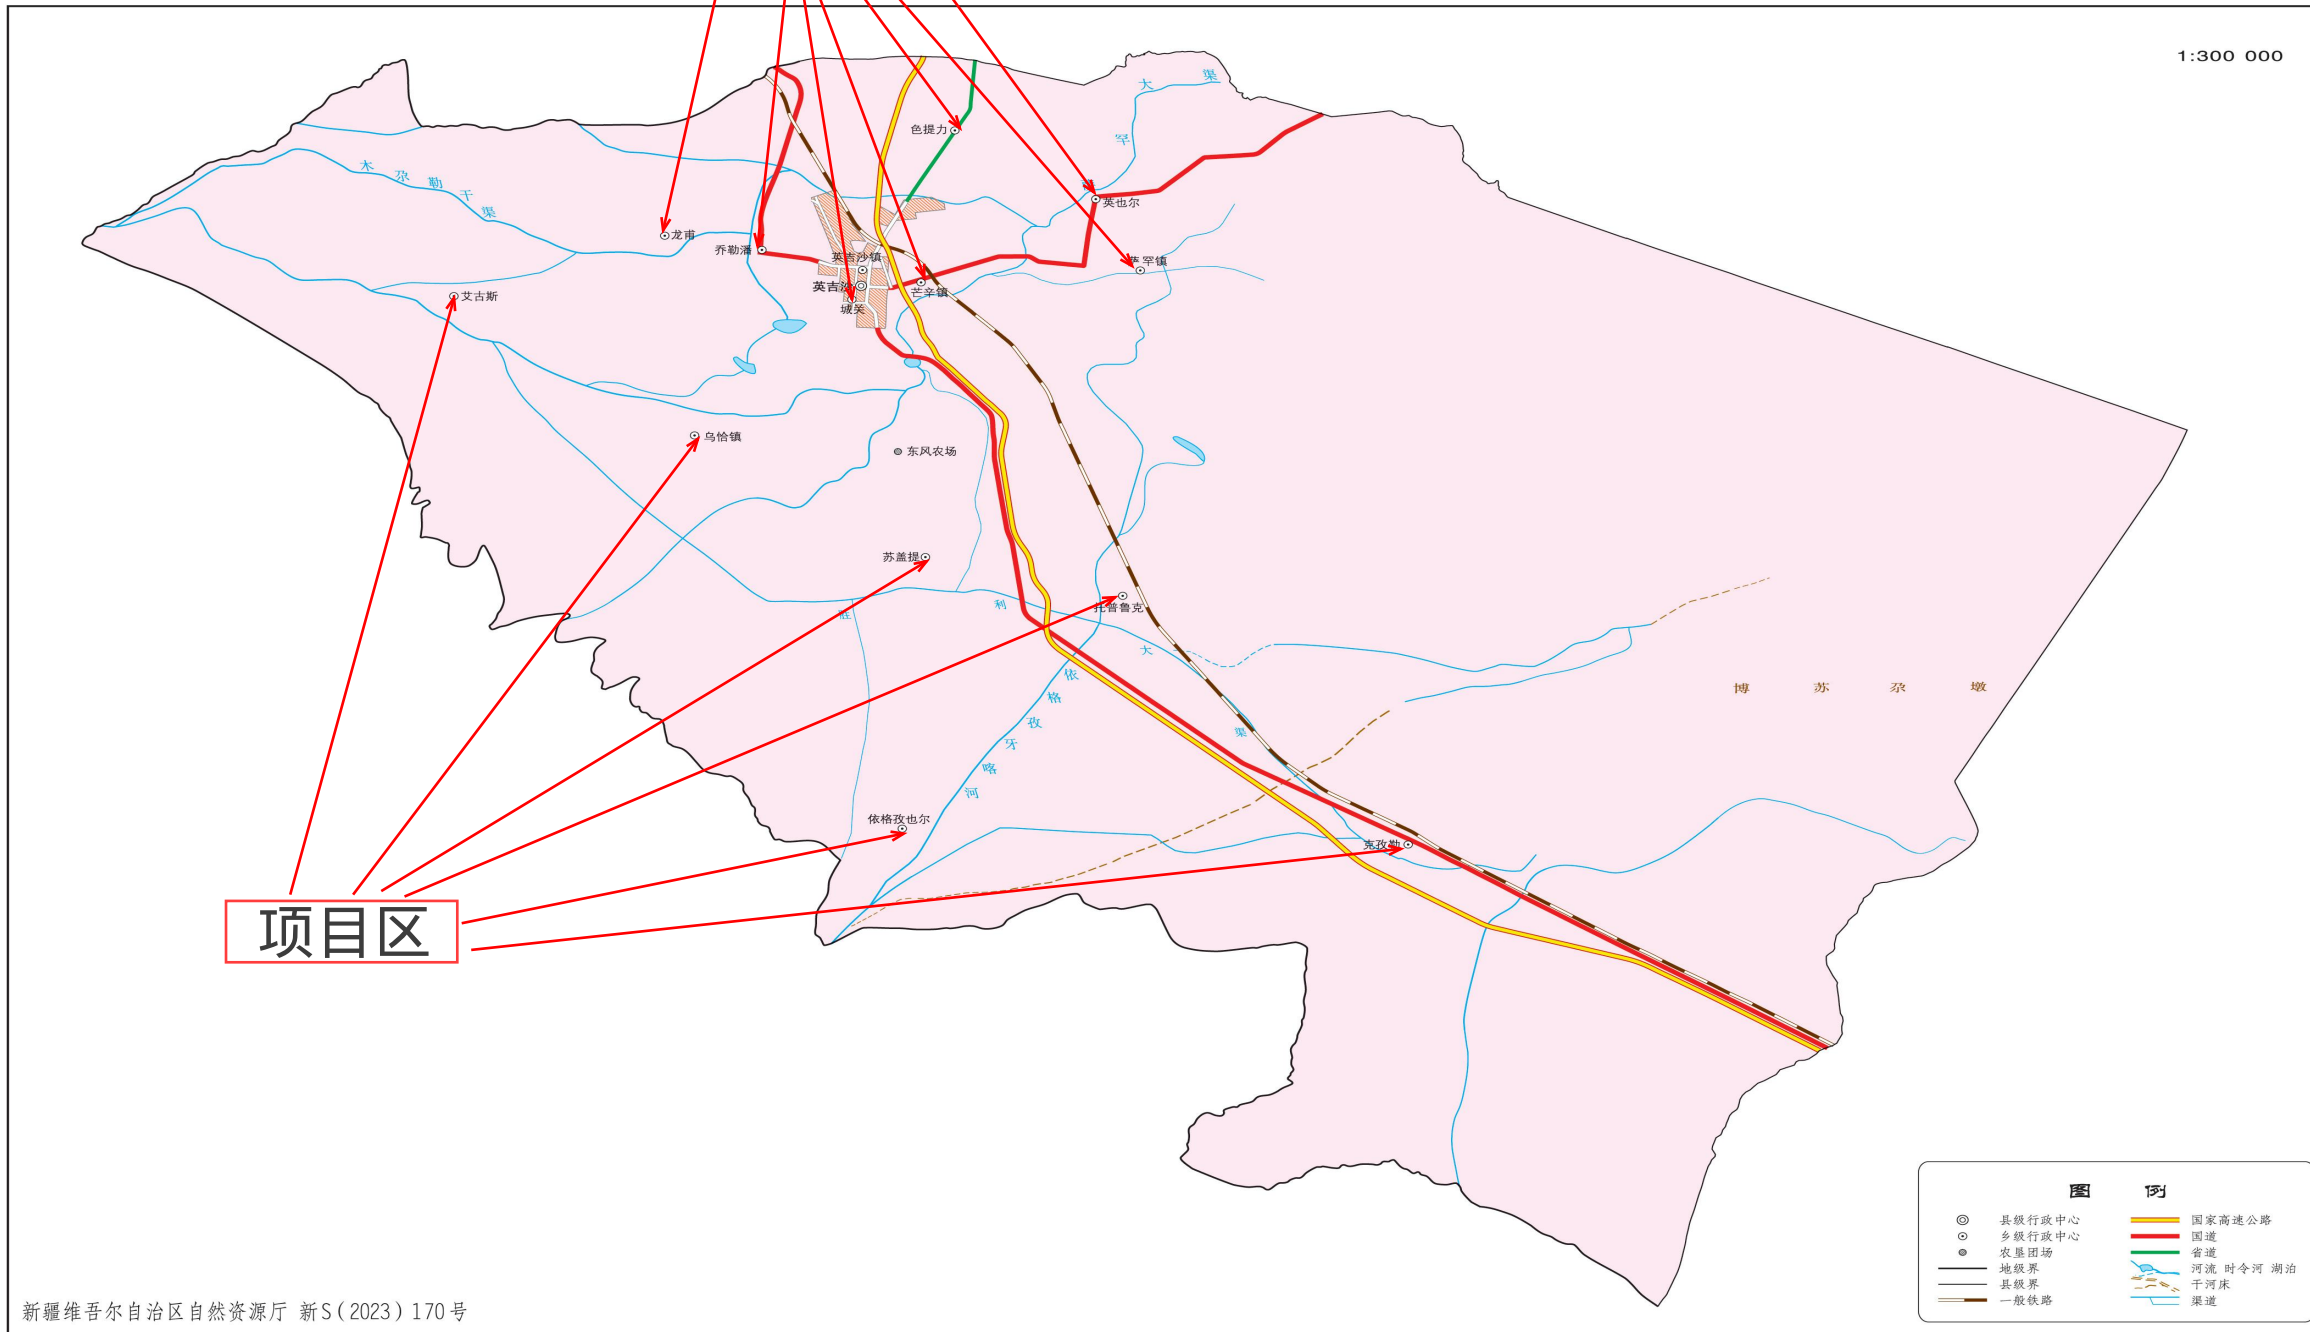 1:300 000
大渠
罕
色提力
木尕勒干渠
英也尔
龙甫
乔勒潘
英吉沙镇
萨罕镇
英吉沙
芒辛镇
艾古斯
城关
乌恰镇
东风农场
苏盖提
托普鲁克
胜利大渠
依格孜牙喀河
博苏尕墩
依格孜也尔
克孜勒
项目区
图例
县级行政中心 国家高速公路
乡级行政中心 国道
农垦团场 省道
地级界 河流 时令河 湖泊
县级界 干河床
一般铁路 渠道
新疆维吾尔自治区自然资源厅 新S(2023)170号